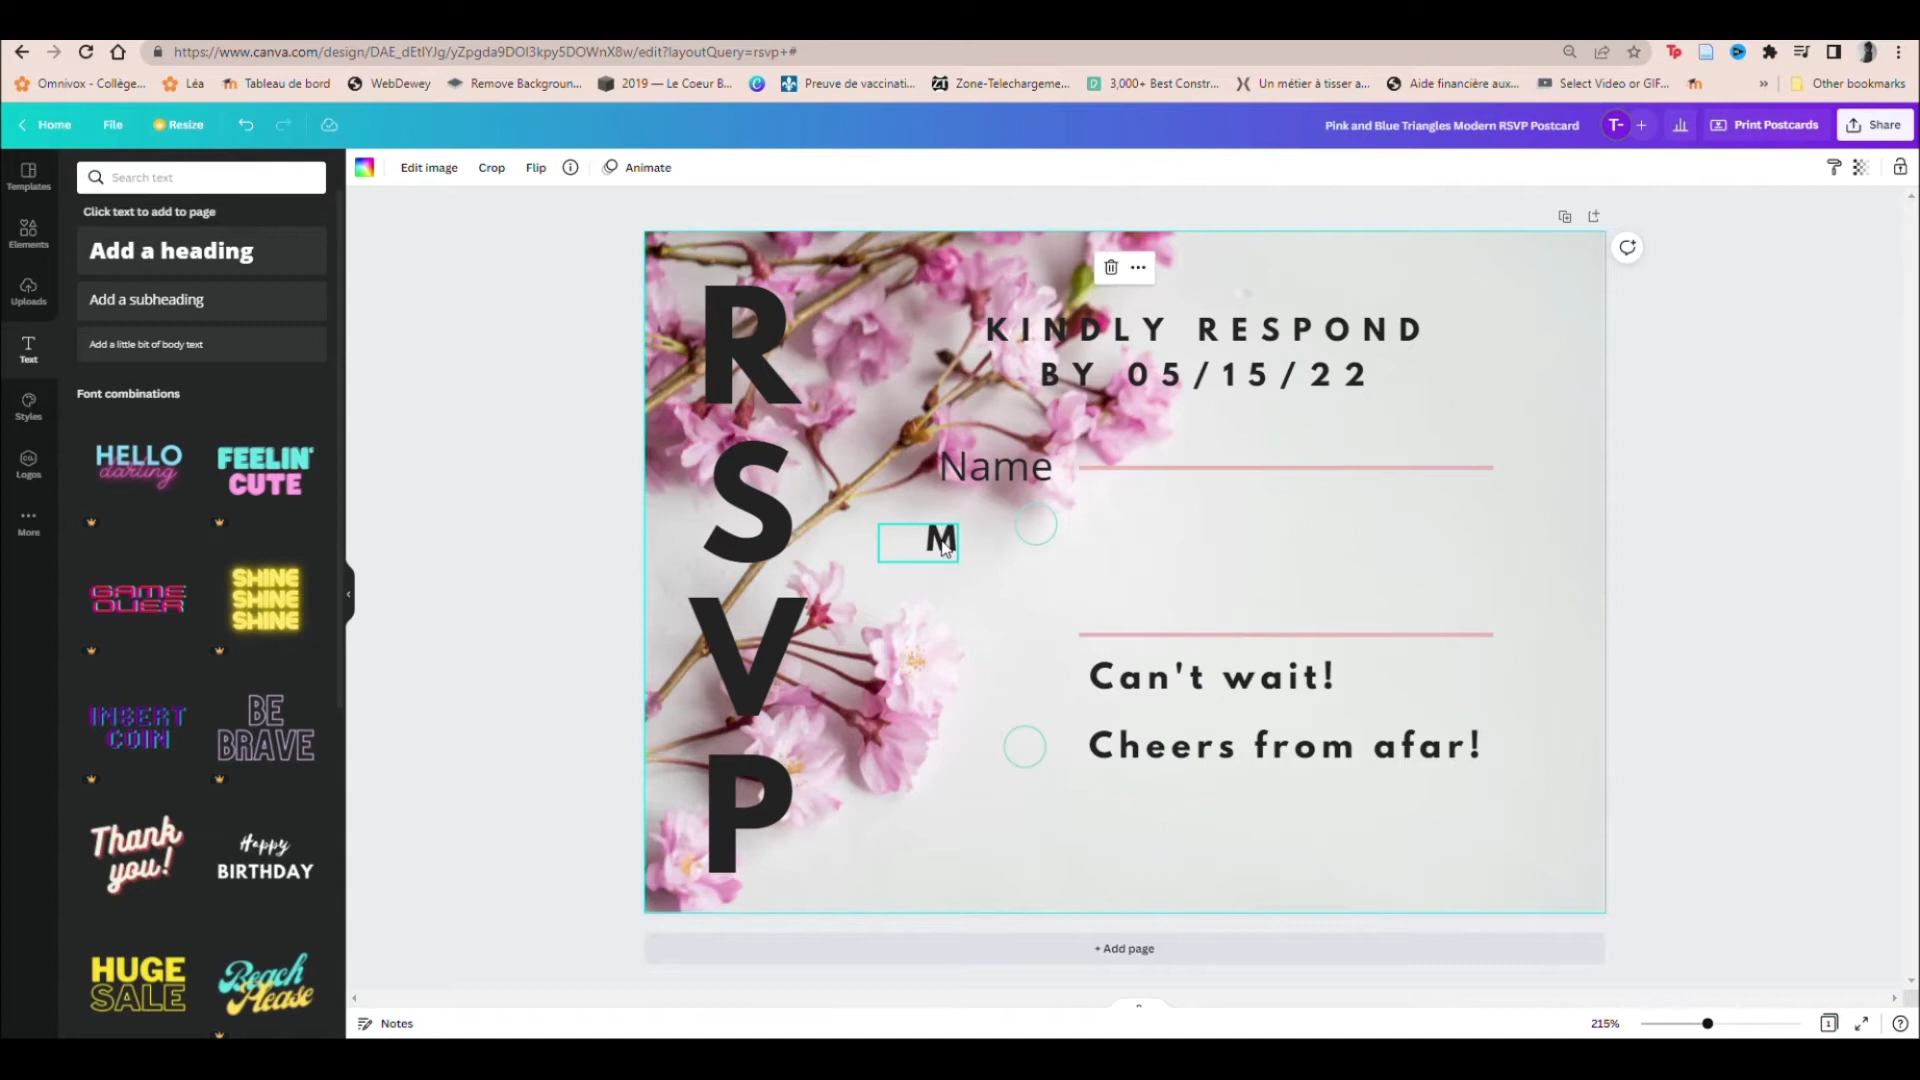 https://www.canva.com/design/DAE_dEtlYJg/yZpgda9DOI3kpy5DOWnX8w/edit?layoutQuery=rsvp+#
Omnivox - Collège...
Léa
Tableau de bord
WebDewey
Remove Backgroun...
2019 — Le Coeur B...
Preuve de vaccinati...
Zone-Telechargeme...
3,000+ Best Constr...
Un métier à tisser a...
Aide financière aux...
Select Video or GIF...
»
Other bookmarks
Home
File
Resize
Pink and Blue Triangles Modern RSVP Postcard
T-
+
Print Postcards
Share
Templates
Elements
Uploads
Text
Styles
Logos
More
Search text
Click text to add to page
Add a heading
Add a subheading
Add a little bit of body text
Font combinations
HELLO
darling
FEELIN'
CUTE
GAME
OVER
SHINE
SHINE
SHINE
INSERT
COIN
BE
BRAVE
Thank
you!
Happy
BIRTHDAY
HUGE
SALE
Beach
Please
Edit image
Crop
Flip
Animate
R
S
V
P
KINDLY RESPOND
BY 05/15/22
Name
M
Can't wait!
Cheers from afar!
+ Add page
Notes
215%
1